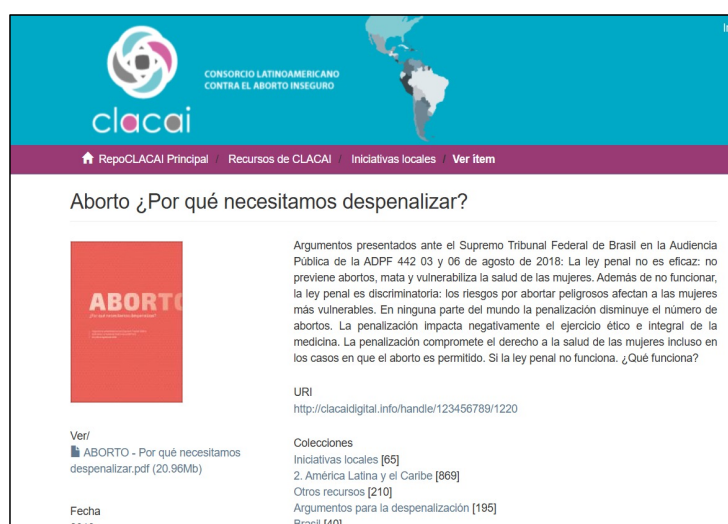 CONSORCIO LATINOAMERICANO
CONTRA EL ABORTO INSEGURO
clacai
RepoCLACAI Principal / Recursos de CLACAI / Iniciativas locales / Ver ítem
Aborto ¿Por qué necesitamos despenalizar?
Argumentos presentados ante el Supremo Tribunal Federal de Brasil en la Audiencia
Pública de la ADPF 442 03 y 06 de agosto de 2018: La ley penal no es eficaz: no
previene abortos, mata y vulnerabiliza la salud de las mujeres. Además de no funcionar,
la ley penal es discriminatoria: los riesgos por abortar peligrosos afectan a las mujeres
más vulnerables. En ninguna parte del mundo la penalización disminuye el número de
abortos. La penalización impacta negativamente el ejercicio ético e integral de la
medicina. La penalización compromete el derecho a la salud de las mujeres incluso en
los casos en que el aborto es permitido. Si la ley penal no funciona. ¿Qué funciona?
ABORTO
¿Por qué necesitamos despenalizar?
URI
http://clacaidigital.info/handle/123456789/1220
Ver/
ABORTO - Por qué necesitamos
despenalizar.pdf (20.96Mb)
Colecciones
Iniciativas locales [65]
2. América Latina y el Caribe [869]
Otros recursos [210]
Argumentos para la despenalización [195]
Brasil [40]
Fecha